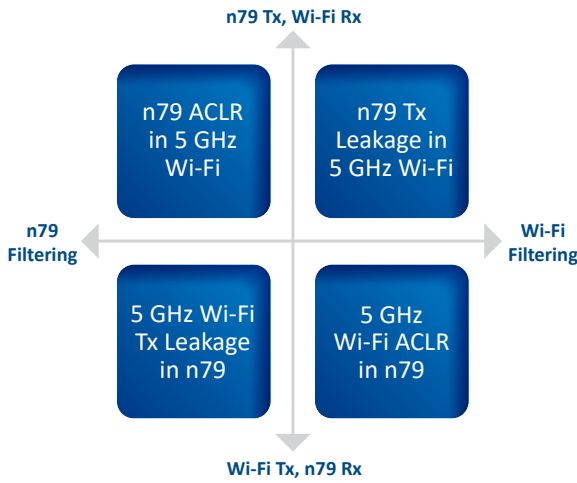 n79 Tx, Wi-Fi Rx
n79 ACLR
in 5 GHz
Wi-Fi
n79 Tx
Leakage in
5 GHz Wi-Fi
n79
Filtering
Wi-Fi
Filtering
5 GHz Wi-Fi
Tx Leakage
in n79
5 GHz
Wi-Fi ACLR
in n79
Wi-Fi Tx, n79 Rx